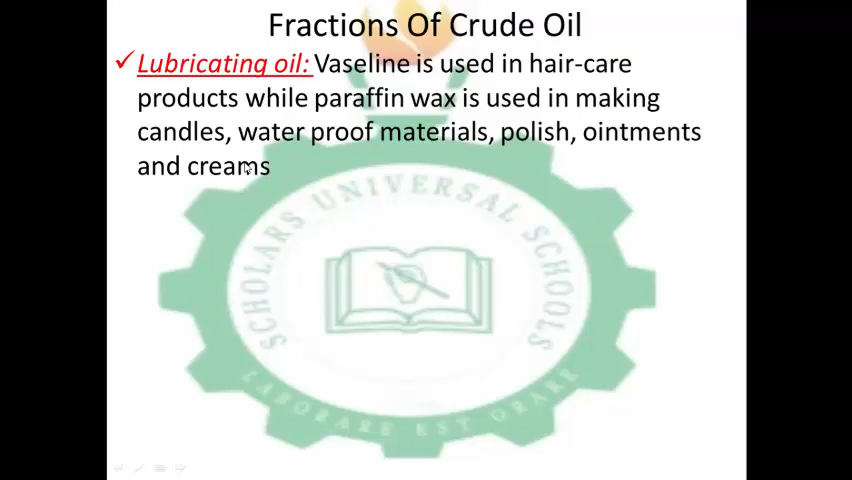 Fractions Of Crude Oil
✓ Lubricating oil: Vaseline is used in hair-care
products while paraffin wax is used in making
candles, water proof materials, polish, ointments
and creams
SCHOLARS UNIVERSAL SCHOOLS
LABORARE EST ORARE